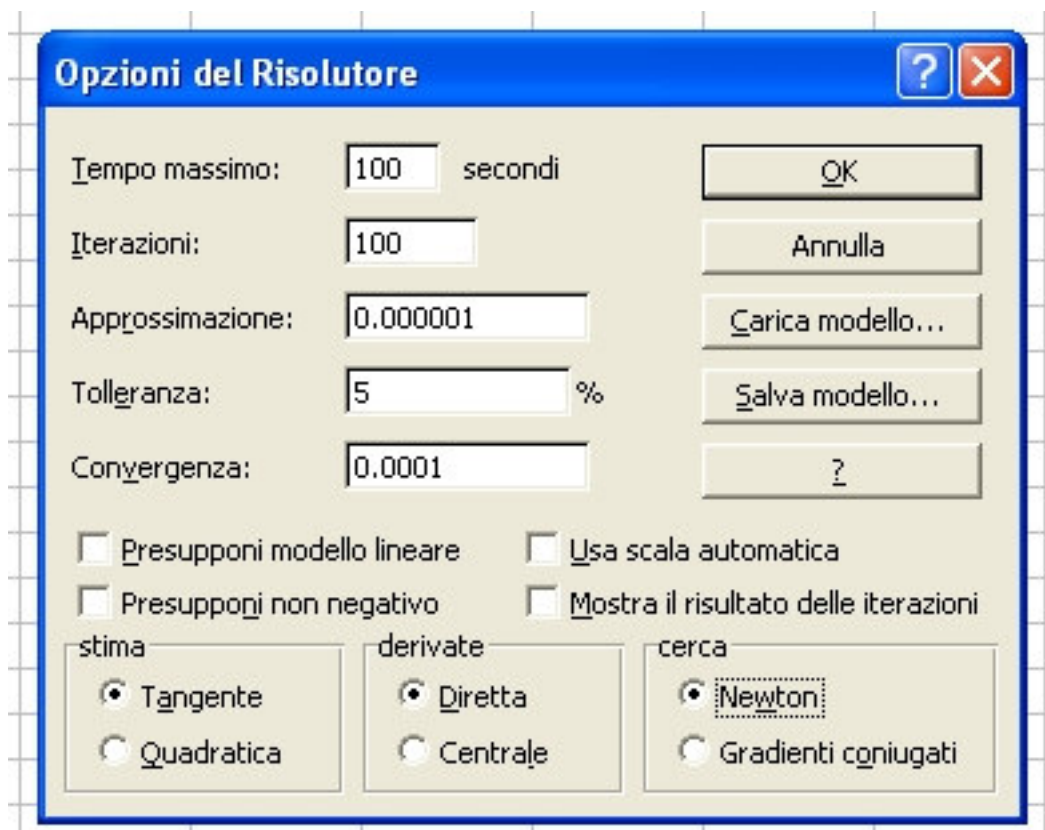 Opzioni del Risolutore
Tempo massimo: 100 secondi OK
Iterazioni: 100 Annulla
Approssimazione: 0.000001 Carica modello...
Tolleranza: 5 % Salva modello...
Convergenza: 0.0001 ?
Presupponi modello lineare Usa scala automatica
Presupponi non negativo Mostra il risultato delle iterazioni
stima derivate cerca
Tangente Diretta Newton
Quadratica Centrale Gradienti coniugati